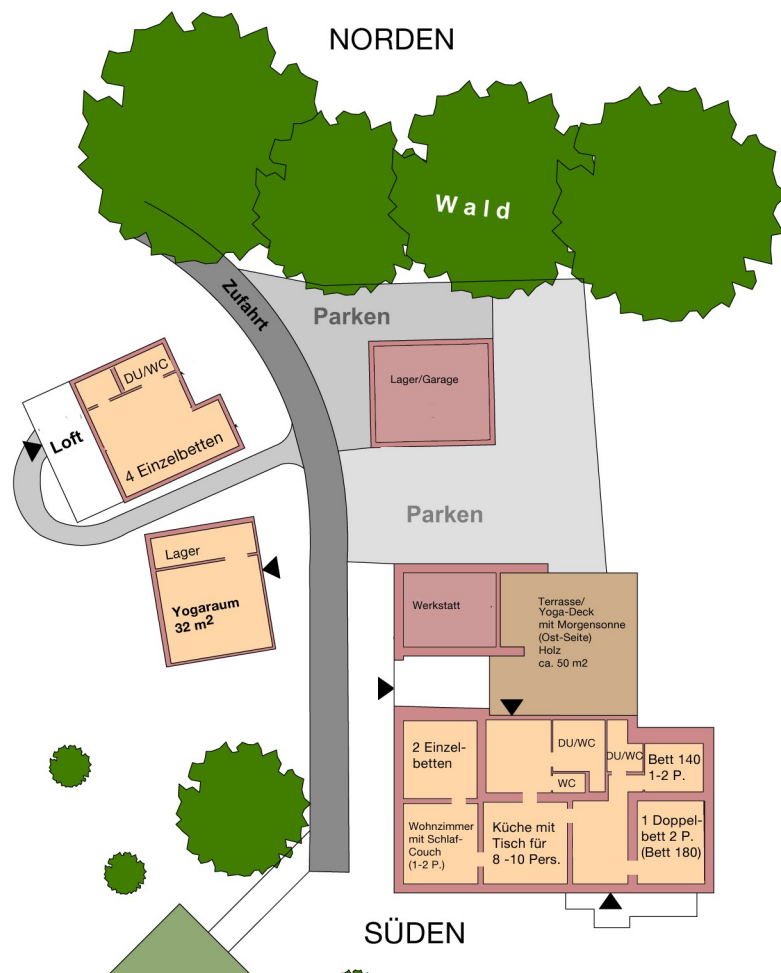 NORDEN
Wald
Zufahrt
Parken
DU/WC
Lager/Garage
Loft
4 Einzelbetten
Parken
Lager
Yogaraum
32 m2
Werkstatt
Terrasse/
Yoga-Deck
mit Morgensonne
(Ost-Seite)
Holz
ca. 50 m2
2 Einzel-
betten
DU/WC
WC
DU/WC
Bett 140
1-2 P.
Wohnzimmer
mit Schlaf-
Couch
(1-2 P.)
Küche mit
Tisch für
8 -10 Pers.
1 Doppel-
bett 2 P.
(Bett 180)
SÜDEN